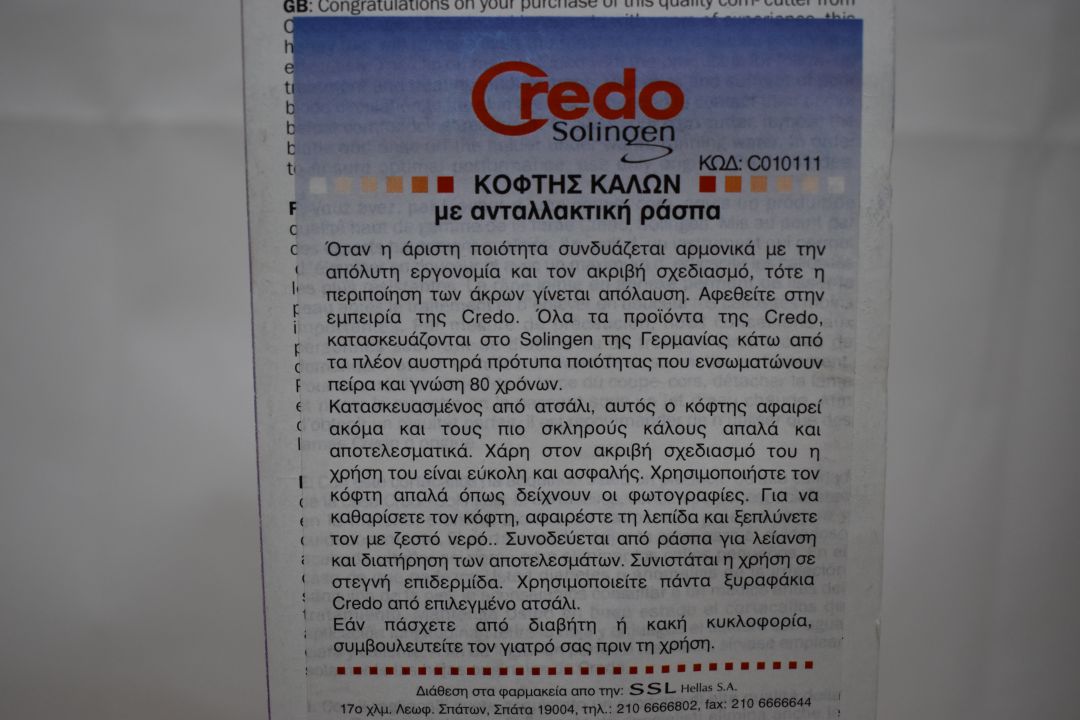 GB: Congratulations on your purchase of this quality corn-cutter from
Credo
Solingen
ΚΩΔ: C010111
ΚΟΦΤΗΣ ΚΑΛΩΝ
με ανταλλακτική ράσπα
Όταν η άριστη ποιότητα συνδυάζεται αρμονικά με την
απόλυτη εργονομία και τον ακριβή σχεδιασμό, τότε η
περιποίηση των άκρων γίνεται απόλαυση. Αφεθείτε στην
εμπειρία της Credo. Όλα τα προϊόντα της Credo,
κατασκευάζονται στο Solingen της Γερμανίας κάτω από
τα πλέον αυστηρά πρότυπα ποιότητας που ενσωματώνουν
πείρα και γνώση 80 χρόνων.
Κατασκευασμένος από ατσάλι, αυτός ο κόφτης αφαιρεί
ακόμα και τους πιο σκληρούς κάλους απαλά και
αποτελεσματικά. Χάρη στον ακριβή σχεδιασμό του η
χρήση του είναι εύκολη και ασφαλής. Χρησιμοποιήστε τον
κόφτη απαλά όπως δείχνουν οι φωτογραφίες. Για να
καθαρίσετε τον κόφτη, αφαιρέστε τη λεπίδα και ξεπλύνετε
τον με ζεστό νερό.. Συνοδεύεται από ράσπα για λείανση
και διατήρηση των αποτελεσμάτων. Συνιστάται η χρήση σε
στεγνή επιδερμίδα. Χρησιμοποιείτε πάντα ξυραφάκια
Credo από επιλεγμένο ατσάλι.
Εάν πάσχετε από διαβήτη ή κακή κυκλοφορία,
συμβουλευτείτε τον γιατρό σας πριν τη χρήση.
Διάθεση στα φαρμακεία απο την: SSL Hellas S.A.
17ο χλμ. Λεωφ. Σπάτων, Σπάτα 19004, τηλ.: 210 6666802, fax: 210 6666644